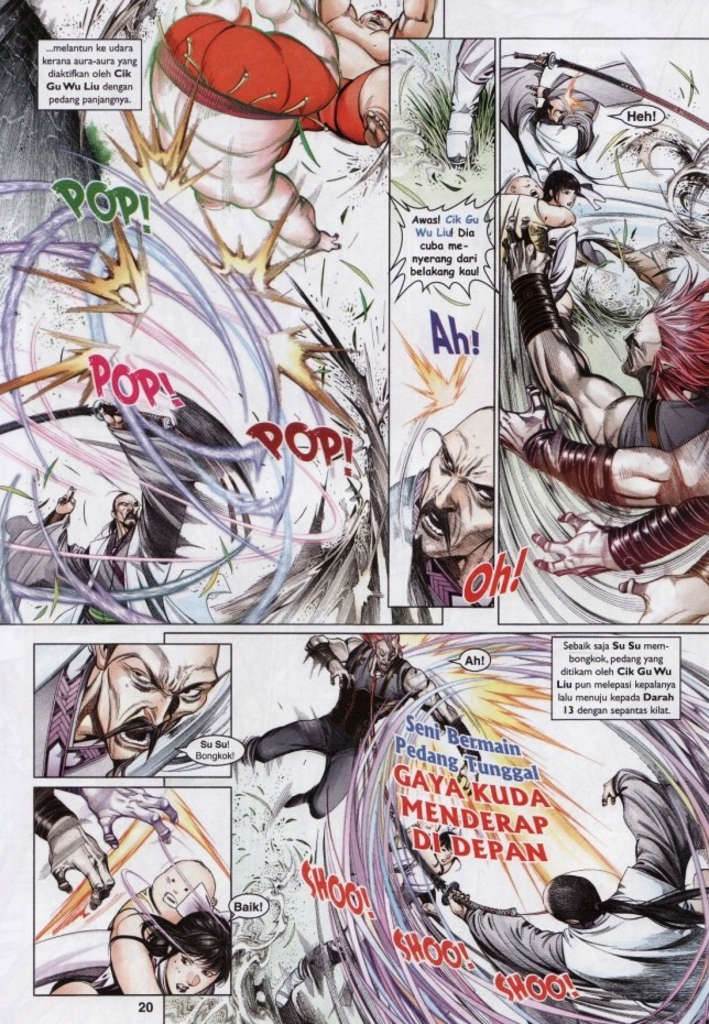 ...melantun ke udara
kerana aura-aura yang
diaktifkan oleh Cik
Gu Wu Liu dengan
pedang panjangnya.
POP!
POP!
POP!
Awas! Cik Gu
Wu Liu! Dia
cuba me-
nyerang dari
belakang kau!
Ah!
Oh!
Heh!
Su Su!
Bongkok!
Baik!
Ah!
Sebaik saja Su Su mem-
bongkok, pedang yang
ditikam oleh Cik Gu Wu
Liu pun melepasi kepalanya
lalu menuju kepada Darah
13 dengan sepantas kilat.
Seni Bermain
Pedang Tunggal
GAYA KUDA
MENDERAP
DI DEPAN
SHOO!
SHOO!
SHOO!
20